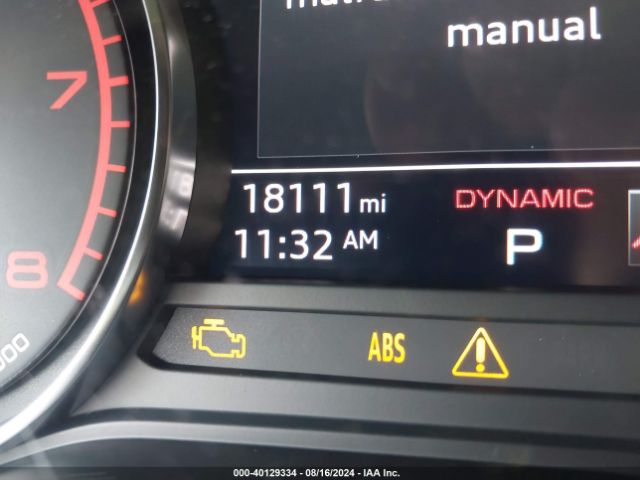 manual
7
18111 mi
DYNAMIC
11:32 AM
P
8
ABS
000-40129334 / 08/16/2024 - IAA Inc.